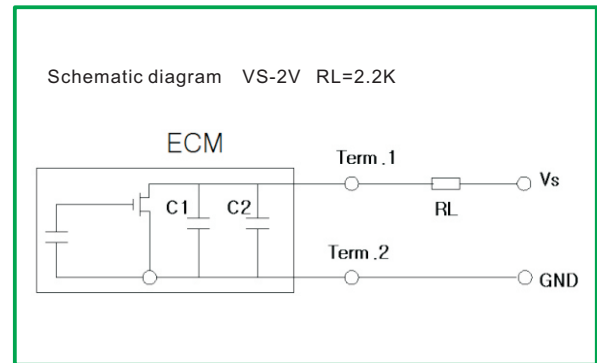 Schematic diagram VS-2V RL=2.2K
ECM
Term.1
Vs
C1 C2
RL
Term.2
GND